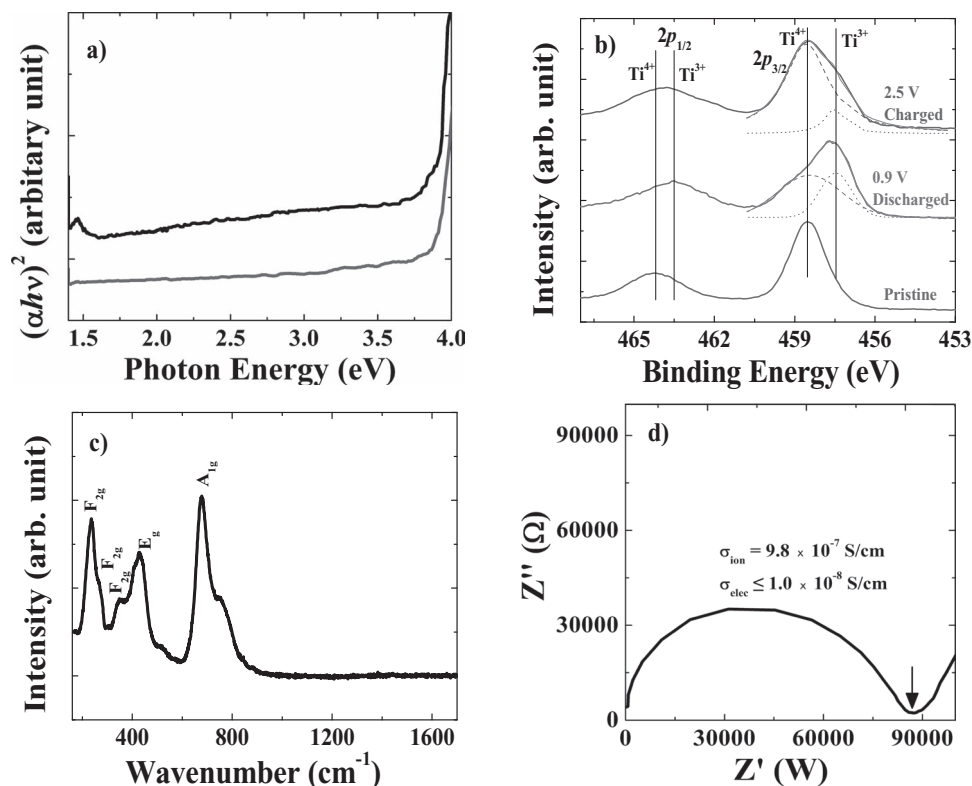 a)
(αhν)² (arbitary unit)
1.5 2.0 2.5 3.0 3.5 4.0
Photon Energy (eV)
b)
2p₁/₂
Ti⁴⁺ Ti³⁺
2p₃/₂
Ti⁴⁺ Ti³⁺
2.5 V
Charged
0.9 V
Discharged
Pristine
Intensity (arb. unit)
465 462 459 456 453
Binding Energy (eV)
c)
F₂g
F₂g
F₂g
Eg
A₁g
Intensity (arb. unit)
400 800 1200 1600
Wavenumber (cm⁻¹)
d)
90000
60000
30000
0
Z'' (Ω)
σion = 9.8 × 10⁻⁷ S/cm
σelec ≤ 1.0 × 10⁻⁸ S/cm
0 30000 60000 90000
Z' (W)